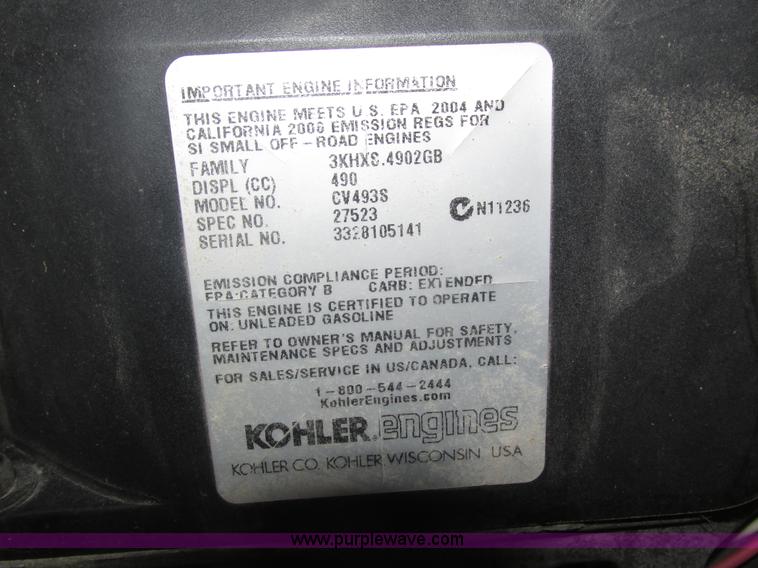 IMPORTANT ENGINE INFORMATION
THIS ENGINE MEETS U.S. EPA 2004 AND
CALIFORNIA 2000 EMISSION REGS FOR
SI SMALL OFF-ROAD ENGINES
FAMILY 3KHXS.4902GB
DISPL (CC) 490
MODEL NO. CV493S
SPEC NO. 27523 N11236
SERIAL NO. 3328105141
EMISSION COMPLIANCE PERIOD:
EPA:CATEGORY B CARB: EXTENDED
THIS ENGINE IS CERTIFIED TO OPERATE
ON: UNLEADED GASOLINE
REFER TO OWNER'S MANUAL FOR SAFETY,
MAINTENANCE SPECS AND ADJUSTMENTS
FOR SALES/SERVICE IN US/CANADA, CALL:
1-800-544-2444
KohlerEngines.com
KOHLER engines
KOHLER CO. KOHLER WISCONSIN USA
www.purplewave.com